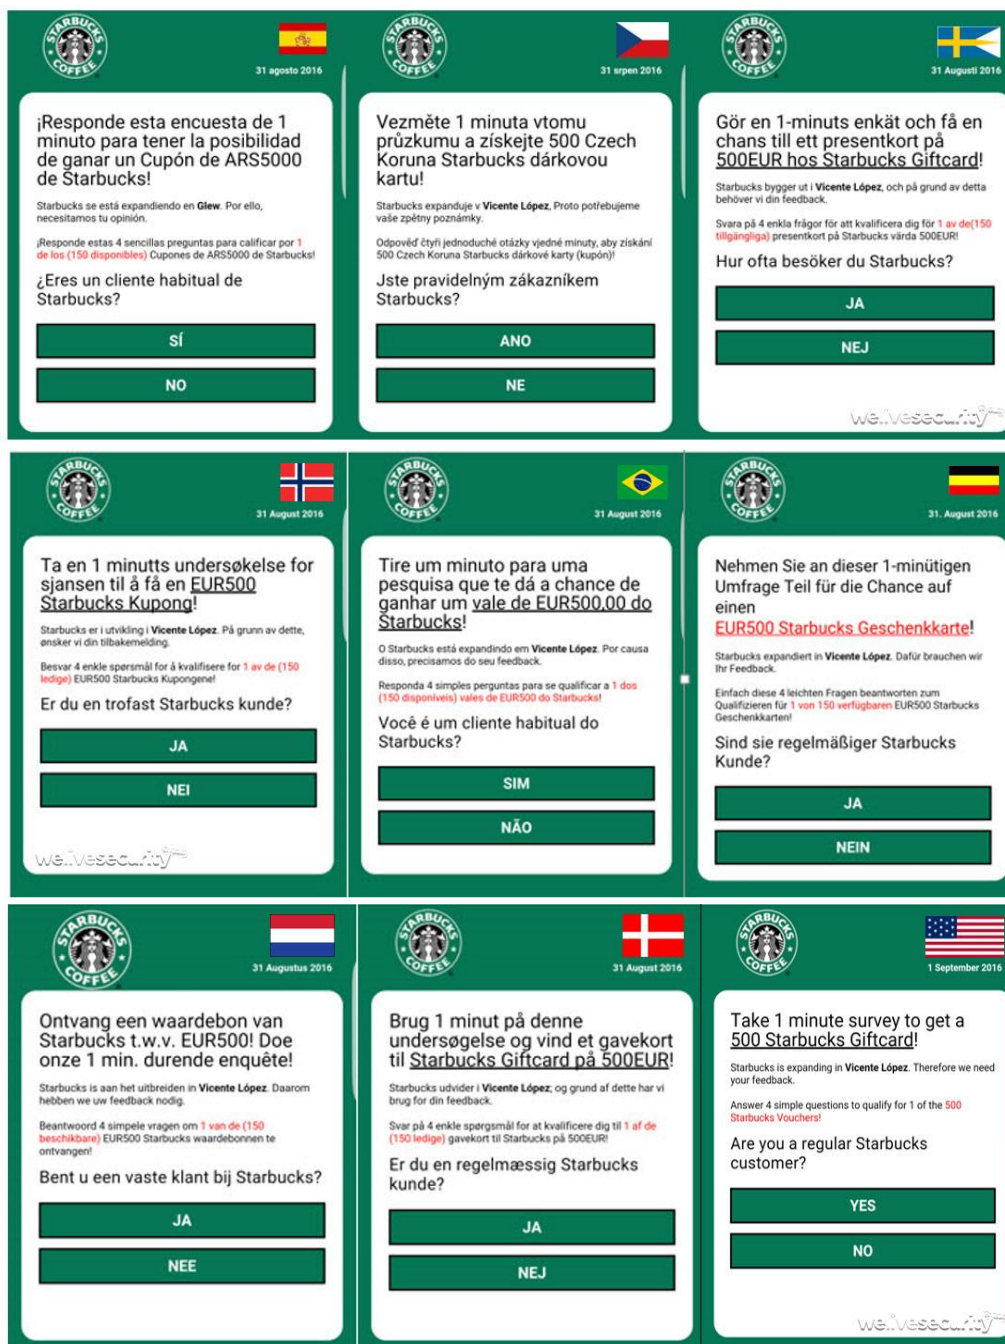 STARBUCKS
COFFEE
31 agosto 2016
¡Responde esta encuesta de 1
minuto para tener la posibilidad
de ganar un Cupón de ARS5000
de Starbucks!
Starbucks se está expandiendo en Glew. Por ello,
necesitamos tu opinión.
¡Responde estas 4 sencillas preguntas para calificar por 1
de los (150 disponibles) Cupones de ARS5000 de Starbucks!
¿Eres un cliente habitual de
Starbucks?
SÍ
NO
STARBUCKS
COFFEE
31 srpen 2016
Vezměte 1 minuta vtomu
průzkumu a získejte 500 Czech
Koruna Starbucks dárkovou
kartu!
Starbucks expanduje v Vicente López, Proto potřebujeme
vaše zpětny poznámky.
Odpověď čtyři jednoduché otázky vjedné minuty, aby získání
500 Czech Koruna Starbucks dárkové karty (kupón)!
Jste pravidelným zákazníkem
Starbucks?
ANO
NE
STARBUCKS
COFFEE
31 Augusti 2016
Gör en 1-minuts enkät och få en
chans till ett presentkort på
500EUR hos Starbucks Giftcard!
Starbucks bygger ut i Vicente López, och på grund av detta
behöver vi din feedback.
Svara på 4 enkla frågor för att kvalificera dig för 1 av de(150
tillgängliga) presentkort på Starbucks värda 500EUR!
Hur ofta besöker du Starbucks?
JA
NEJ
welivesecurity
STARBUCKS
COFFEE
31 August 2016
Ta en 1 minutts undersøkelse for
sjansen til å få en EUR500
Starbucks Kupong!
Starbucks er i utvikling i Vicente López. På grunn av dette,
ønsker vi din tilbakemelding.
Besvar 4 enkle spørsmål for å kvalifisere for 1 av de (150
ledige) EUR500 Starbucks Kupongene!
Er du en trofast Starbucks kunde?
JA
NEI
welivesecurity
STARBUCKS
COFFEE
31 August 2016
Tire um minuto para uma
pesquisa que te dá a chance de
ganhar um vale de EUR500,00 do
Starbucks!
O Starbucks está expandindo em Vicente López. Por causa
disso, precisamos do seu feedback.
Responda 4 simples perguntas para se qualificar a 1 dos
(150 disponíveis) vales de EUR500 do Starbucks!
Você é um cliente habitual do
Starbucks?
SIM
NÃO
STARBUCKS
COFFEE
31. August 2016
Nehmen Sie an dieser 1-minütigen
Umfrage Teil für die Chance auf
einen
EUR500 Starbucks Geschenkkarte!
Starbucks expandiert in Vicente López. Dafür brauchen wir
Ihr Feedback.
Einfach diese 4 leichten Fragen beantworten zum
Qualifizieren für 1 von 150 verfügbaren EUR500 Starbucks
Geschenkkarten!
Sind sie regelmäßiger Starbucks
Kunde?
JA
NEIN
STARBUCKS
COFFEE
31 Augustus 2016
Ontvang een waardebon van
Starbucks t.w.v. EUR500! Doe
onze 1 min. durende enquête!
Starbucks is aan het uitbreiden in Vicente López. Daarom
hebben we uw feedback nodig.
Beantwoord 4 simpele vragen om 1 van de (150
beschikbare) EUR500 Starbucks waardebonnen te
ontvangen!
Bent u een vaste klant bij Starbucks?
JA
NEE
STARBUCKS
COFFEE
31 August 2016
Brug 1 minut på denne
undersøgelse og vind et gavekort
til Starbucks Giftcard på 500EUR!
Starbucks udvider i Vicente López; og grund af dette har vi
brug for din feedback.
Svar på 4 enkle spørgsmål for at kvalificere dig til 1 af de
(150 ledige) gavekort til Starbucks på 500EUR!
Er du en regelmæssig Starbucks
kunde?
JA
NEJ
STARBUCKS
COFFEE
1 September 2016
Take 1 minute survey to get a
500 Starbucks Giftcard!
Starbucks is expanding in Vicente López. Therefore we need
your feedback.
Answer 4 simple questions to qualify for 1 of the 500
Starbucks Vouchers!
Are you a regular Starbucks
customer?
YES
NO
welivesecurity